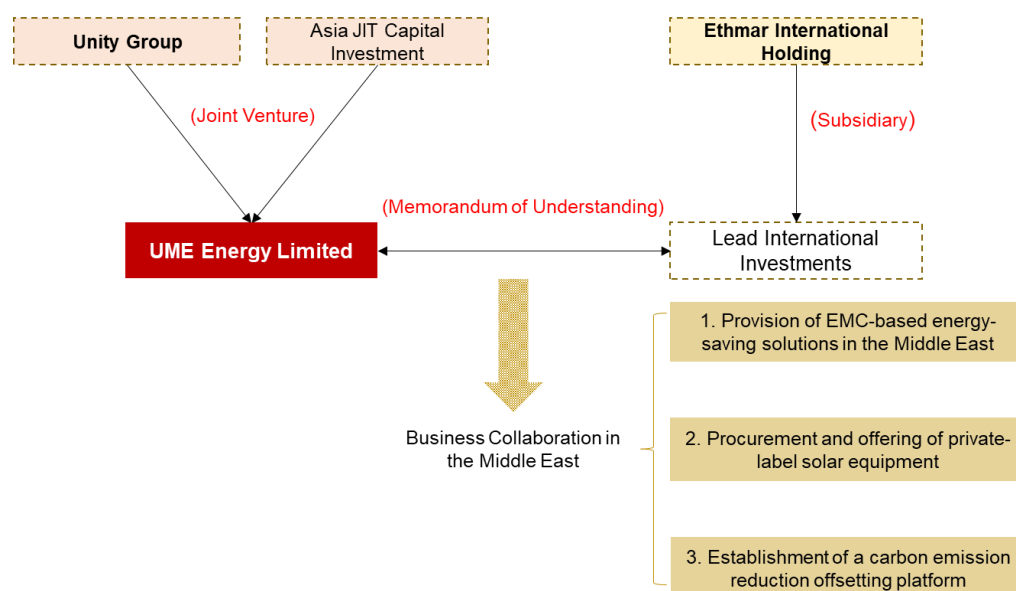 Unity Group
Asia JIT Capital
Investment
Ethmar International
Holding
(Joint Venture)
(Subsidiary)
(Memorandum of Understanding)
UME Energy Limited
Lead International
Investments
1. Provision of EMC-based energy-
saving solutions in the Middle East
Business Collaboration in
the Middle East
2. Procurement and offering of private-
label solar equipment
3. Establishment of a carbon emission
reduction offsetting platform